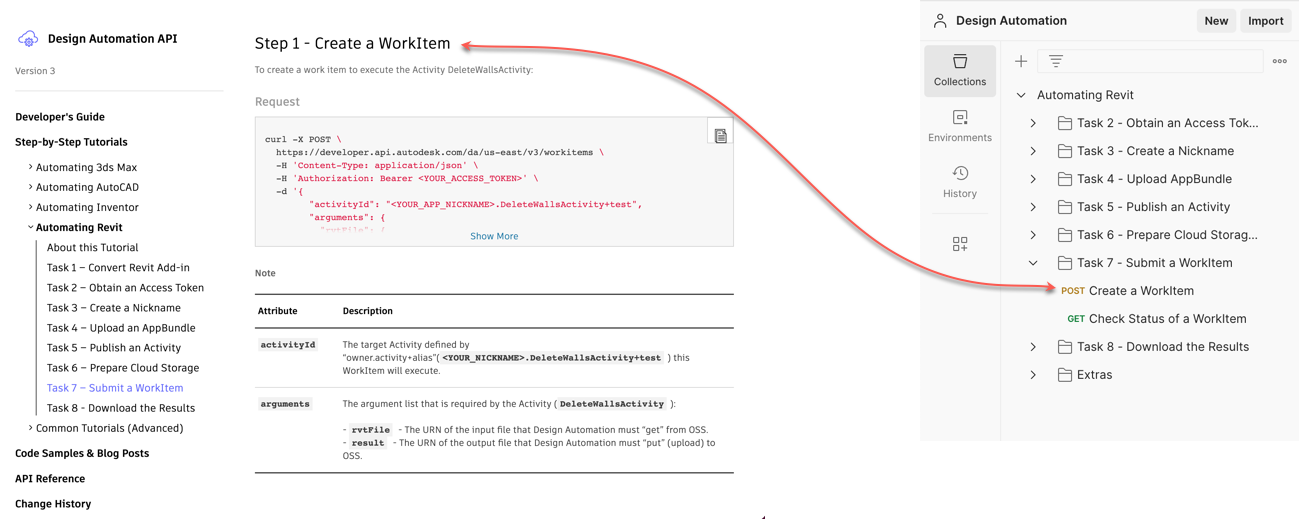 Design Automation API
Version 3
Developer's Guide
Step-by-Step Tutorials
Automating 3ds Max
Automating AutoCAD
Automating Inventor
Automating Revit
About this Tutorial
Task 1 – Convert Revit Add-in
Task 2 – Obtain an Access Token
Task 3 – Create a Nickname
Task 4 – Upload an AppBundle
Task 5 – Publish an Activity
Task 6 – Prepare Cloud Storage
Task 7 – Submit a WorkItem
Task 8 - Download the Results
Common Tutorials (Advanced)
Code Samples & Blog Posts
API Reference
Change History
Step 1 - Create a WorkItem
To create a work item to execute the Activity DeleteWallsActivity:
Request
curl -X POST \
https://developer.api.autodesk.com/da/us-east/v3/workitems \
-H 'Content-Type: application/json' \
-H 'Authorization: Bearer <YOUR_ACCESS_TOKEN>' \
-d '{
"activityId": "<YOUR_APP_NICKNAME>.DeleteWallsActivity+test",
"arguments": {
"rvtFile": {
Show More
Note
Attribute Description
activityId The target Activity defined by
"owner.activity+alias"( <YOUR_NICKNAME>.DeleteWallsActivity+test ) this
WorkItem will execute.
arguments The argument list that is required by the Activity ( DeleteWallsActivity ):
- rvtFile - The URN of the input file that Design Automation must "get" from OSS.
- result - The URN of the output file that Design Automation must "put" (upload) to
OSS.
Design Automation New Import
Collections
Environments
History
Automating Revit
Task 2 - Obtain an Access Tok...
Task 3 - Create a Nickname
Task 4 - Upload AppBundle
Task 5 - Publish an Activity
Task 6 - Prepare Cloud Storag...
Task 7 - Submit a WorkItem
POST Create a WorkItem
GET Check Status of a WorkItem
Task 8 - Download the Results
Extras